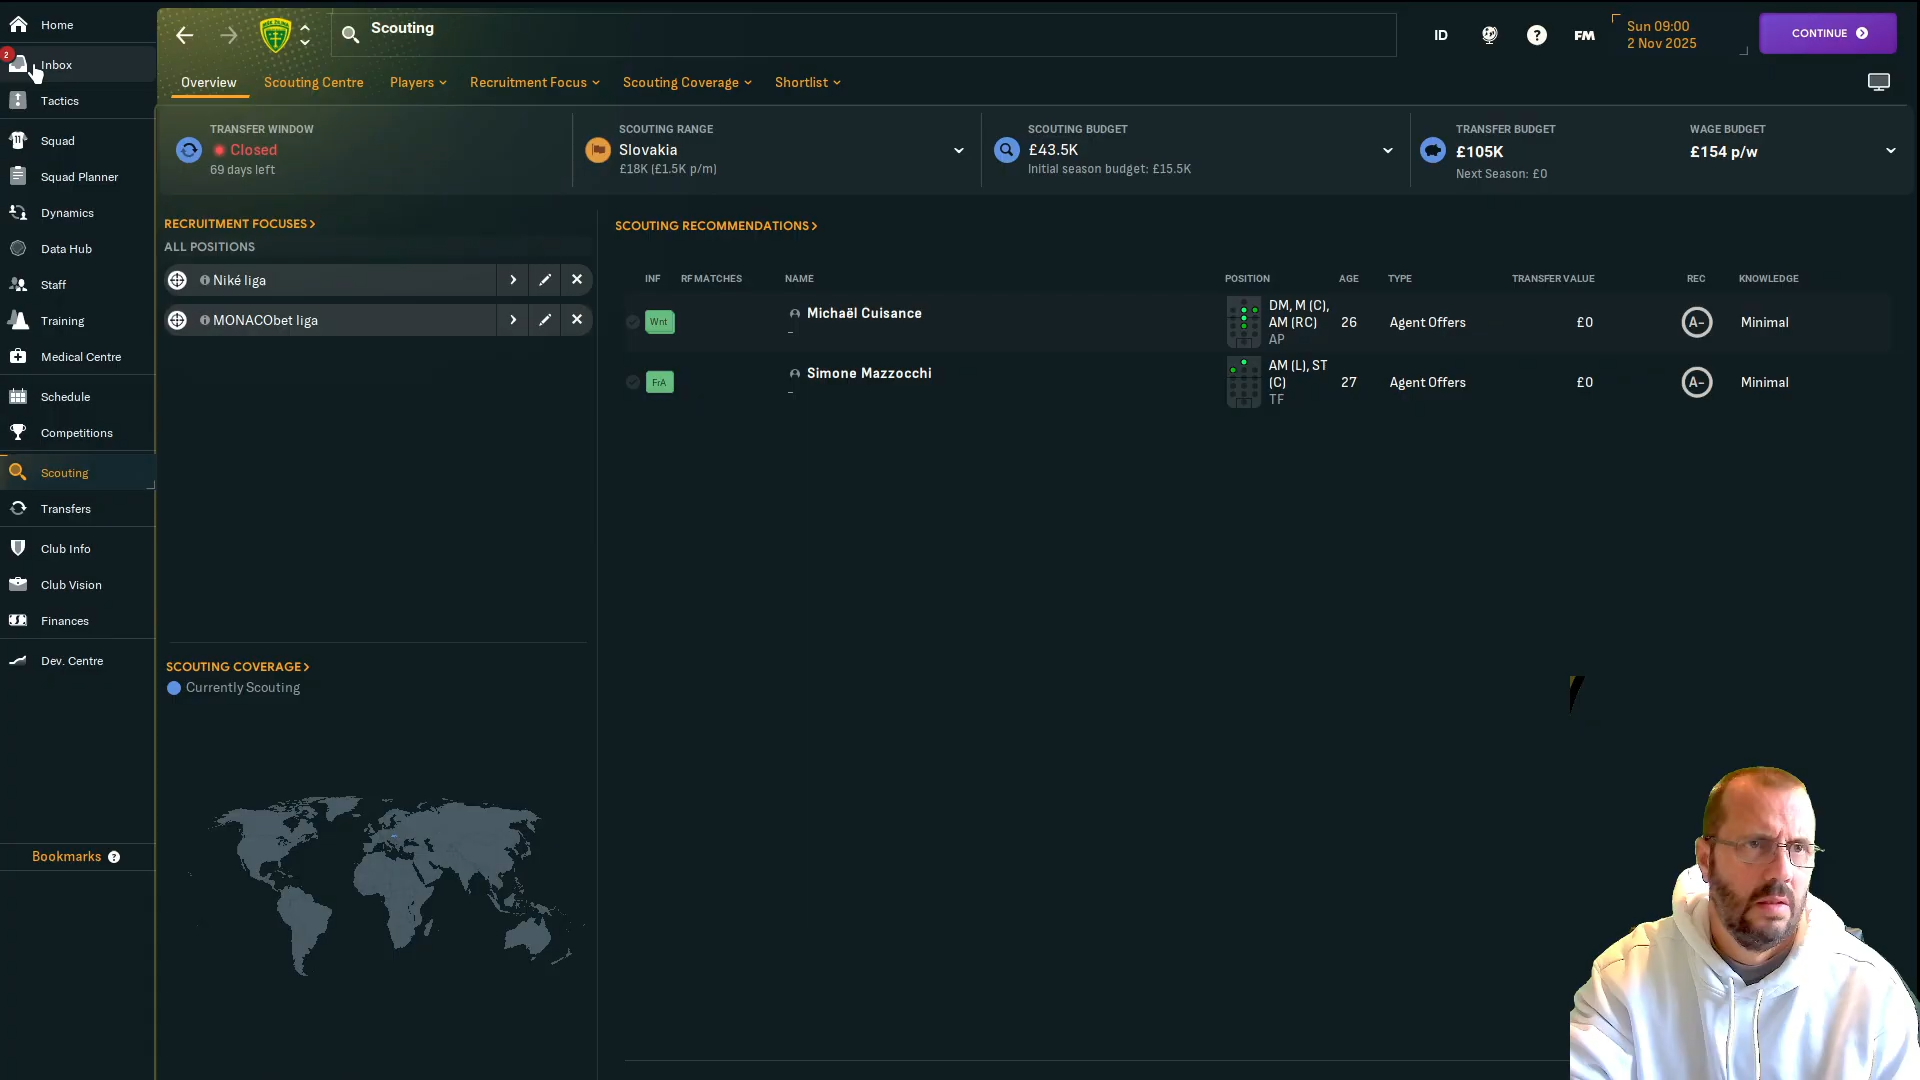 Home
2
Inbox
Tactics
Squad
Squad Planner
Dynamics
Data Hub
Staff
Training
Medical Centre
Schedule
Competitions
Scouting
Transfers
Club Info
Club Vision
Finances
Dev. Centre
Bookmarks ?
Scouting
ID
?
FM
Sun 09:00
2 Nov 2025
CONTINUE
Overview
Scouting Centre
Players
Recruitment Focus
Scouting Coverage
Shortlist
TRANSFER WINDOW
Closed
69 days left
SCOUTING RANGE
Slovakia
£18K (£1.5K p/m)
SCOUTING BUDGET
£43.5K
Initial season budget: £15.5K
TRANSFER BUDGET
£105K
Next Season: £0
WAGE BUDGET
£154 p/w
RECRUITMENT FOCUSES >
ALL POSITIONS
Niké liga
MONACObet liga
SCOUTING COVERAGE >
Currently Scouting
SCOUTING RECOMMENDATIONS >
INF RF MATCHES NAME POSITION AGE TYPE TRANSFER VALUE REC KNOWLEDGE
Wnt Michaël Cuisance – DM, M (C), AM (RC) AP 26 Agent Offers £0 A- Minimal
FrA Simone Mazzocchi – AM (L), ST (C) TF 27 Agent Offers £0 A- Minimal